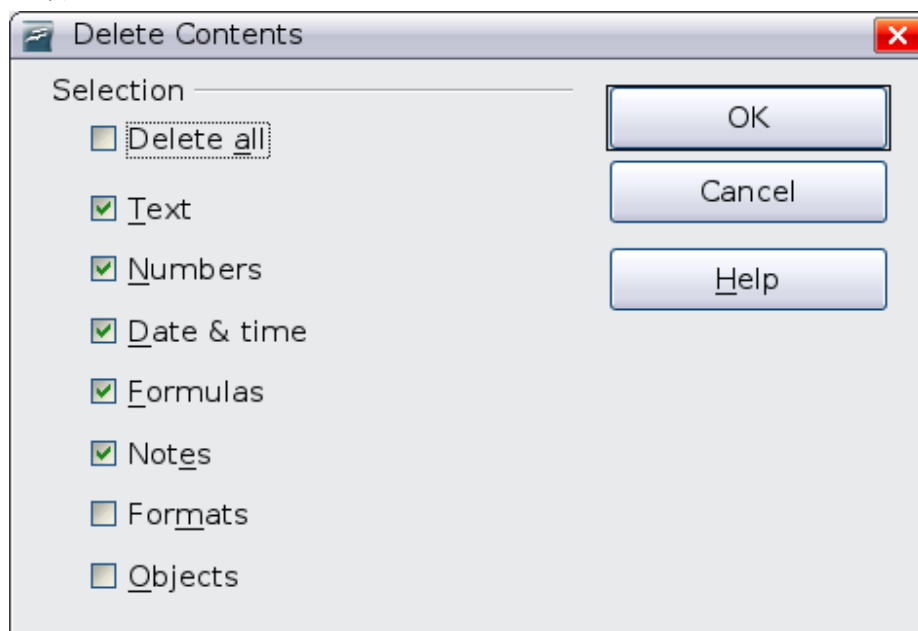 Delete Contents
Selection
Delete all
Text
Numbers
Date & time
Formulas
Notes
Formats
Objects
OK
Cancel
Help